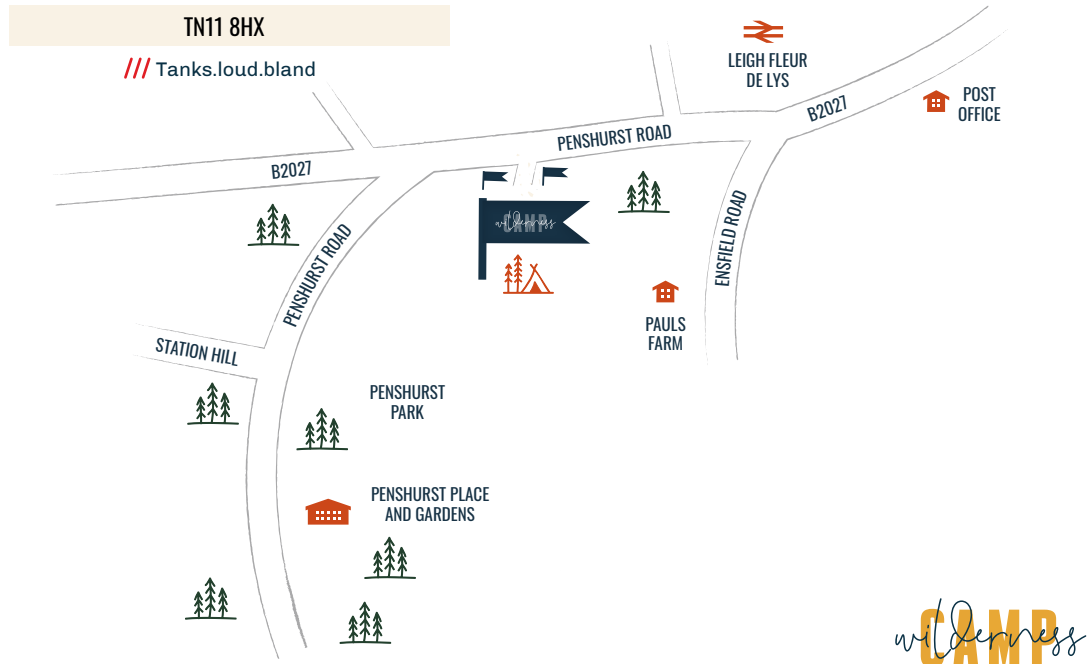 TN11 8HX
/// Tanks.loud.bland
LEIGH FLEUR
DE LYS
POST
OFFICE
B2027
PENSHURST ROAD
B2027
wilderness
CAMP
PENSHURST ROAD
ENSFIELD ROAD
PAULS
FARM
STATION HILL
PENSHURST
PARK
PENSHURST PLACE
AND GARDENS
wilderness
CAMP